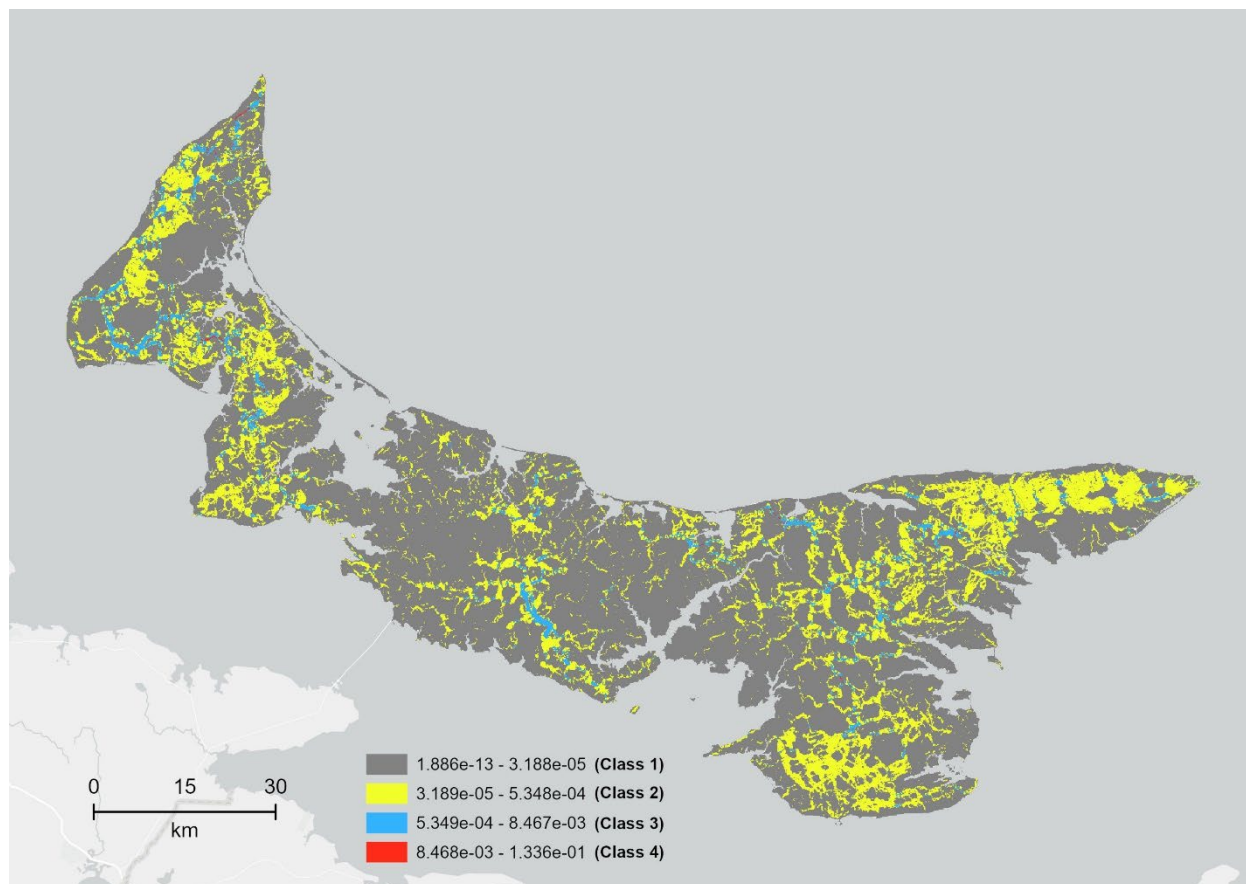 0 15 30
km
1.886e-13 - 3.188e-05 (Class 1)
3.189e-05 - 5.348e-04 (Class 2)
5.349e-04 - 8.467e-03 (Class 3)
8.468e-03 - 1.336e-01 (Class 4)